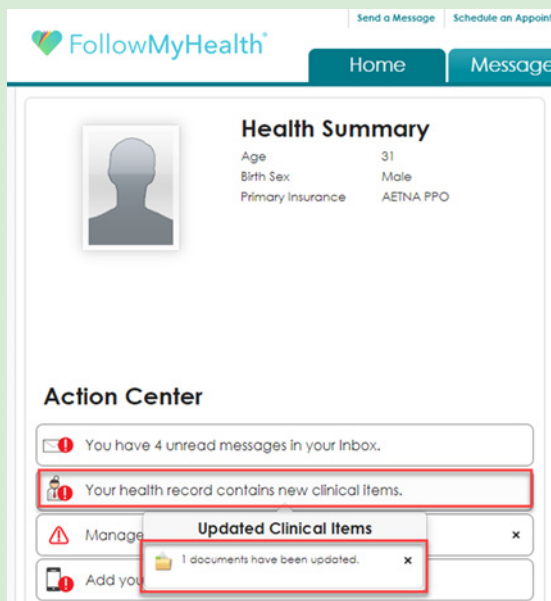 Send a Message Schedule an Appoint
FollowMyHealth®
Home Message
Health Summary
Age 31
Birth Sex Male
Primary Insurance AETNA PPO
Action Center
You have 4 unread messages in your Inbox.
Your health record contains new clinical items.
Manage
Updated Clinical Items
1 documents have been updated.
Add you